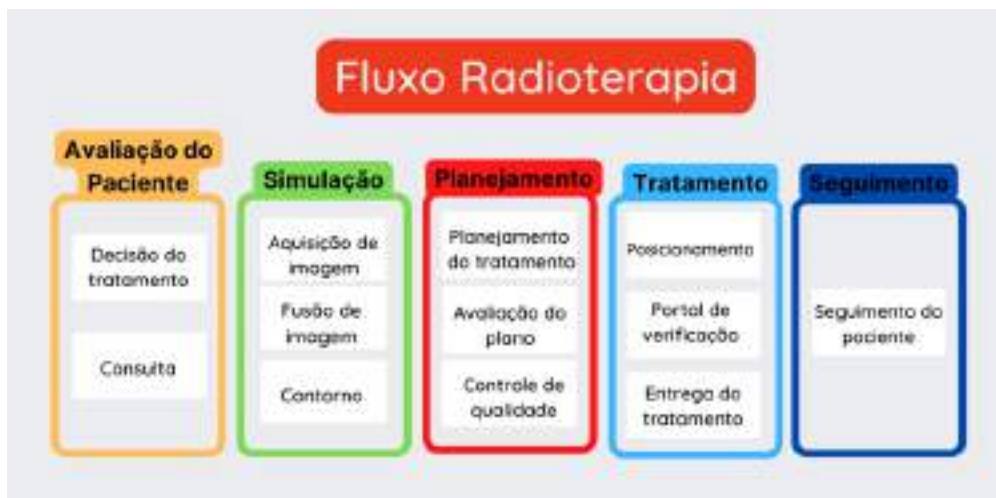 Fluxo Radioterapia
Avaliação do
Paciente
Decisão do
tratamento
Consulta
Simulação
Aquisição de
imagem
Fusão de
imagem
Contorno
Planejamento
Planejamento
do tratamento
Avaliação do
plano
Controle de
qualidade
Tratamento
Posicionamento
Portal de
verificação
Entrega do
tratamento
Seguimento
Seguimento do
paciente